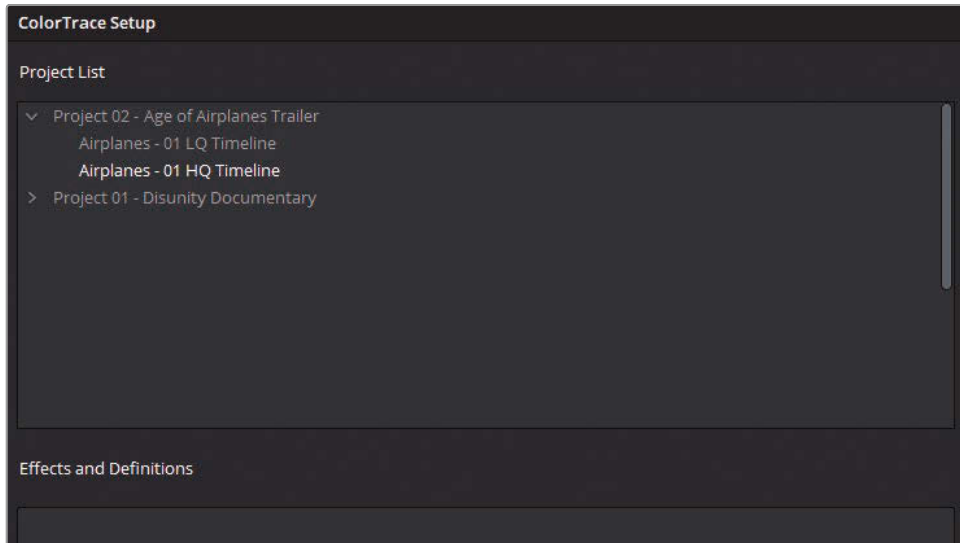 ColorTrace Setup
Project List
Project 02 - Age of Airplanes Trailer
Airplanes - 01 LQ Timeline
Airplanes - 01 HQ Timeline
Project 01 - Disunity Documentary
Effects and Definitions